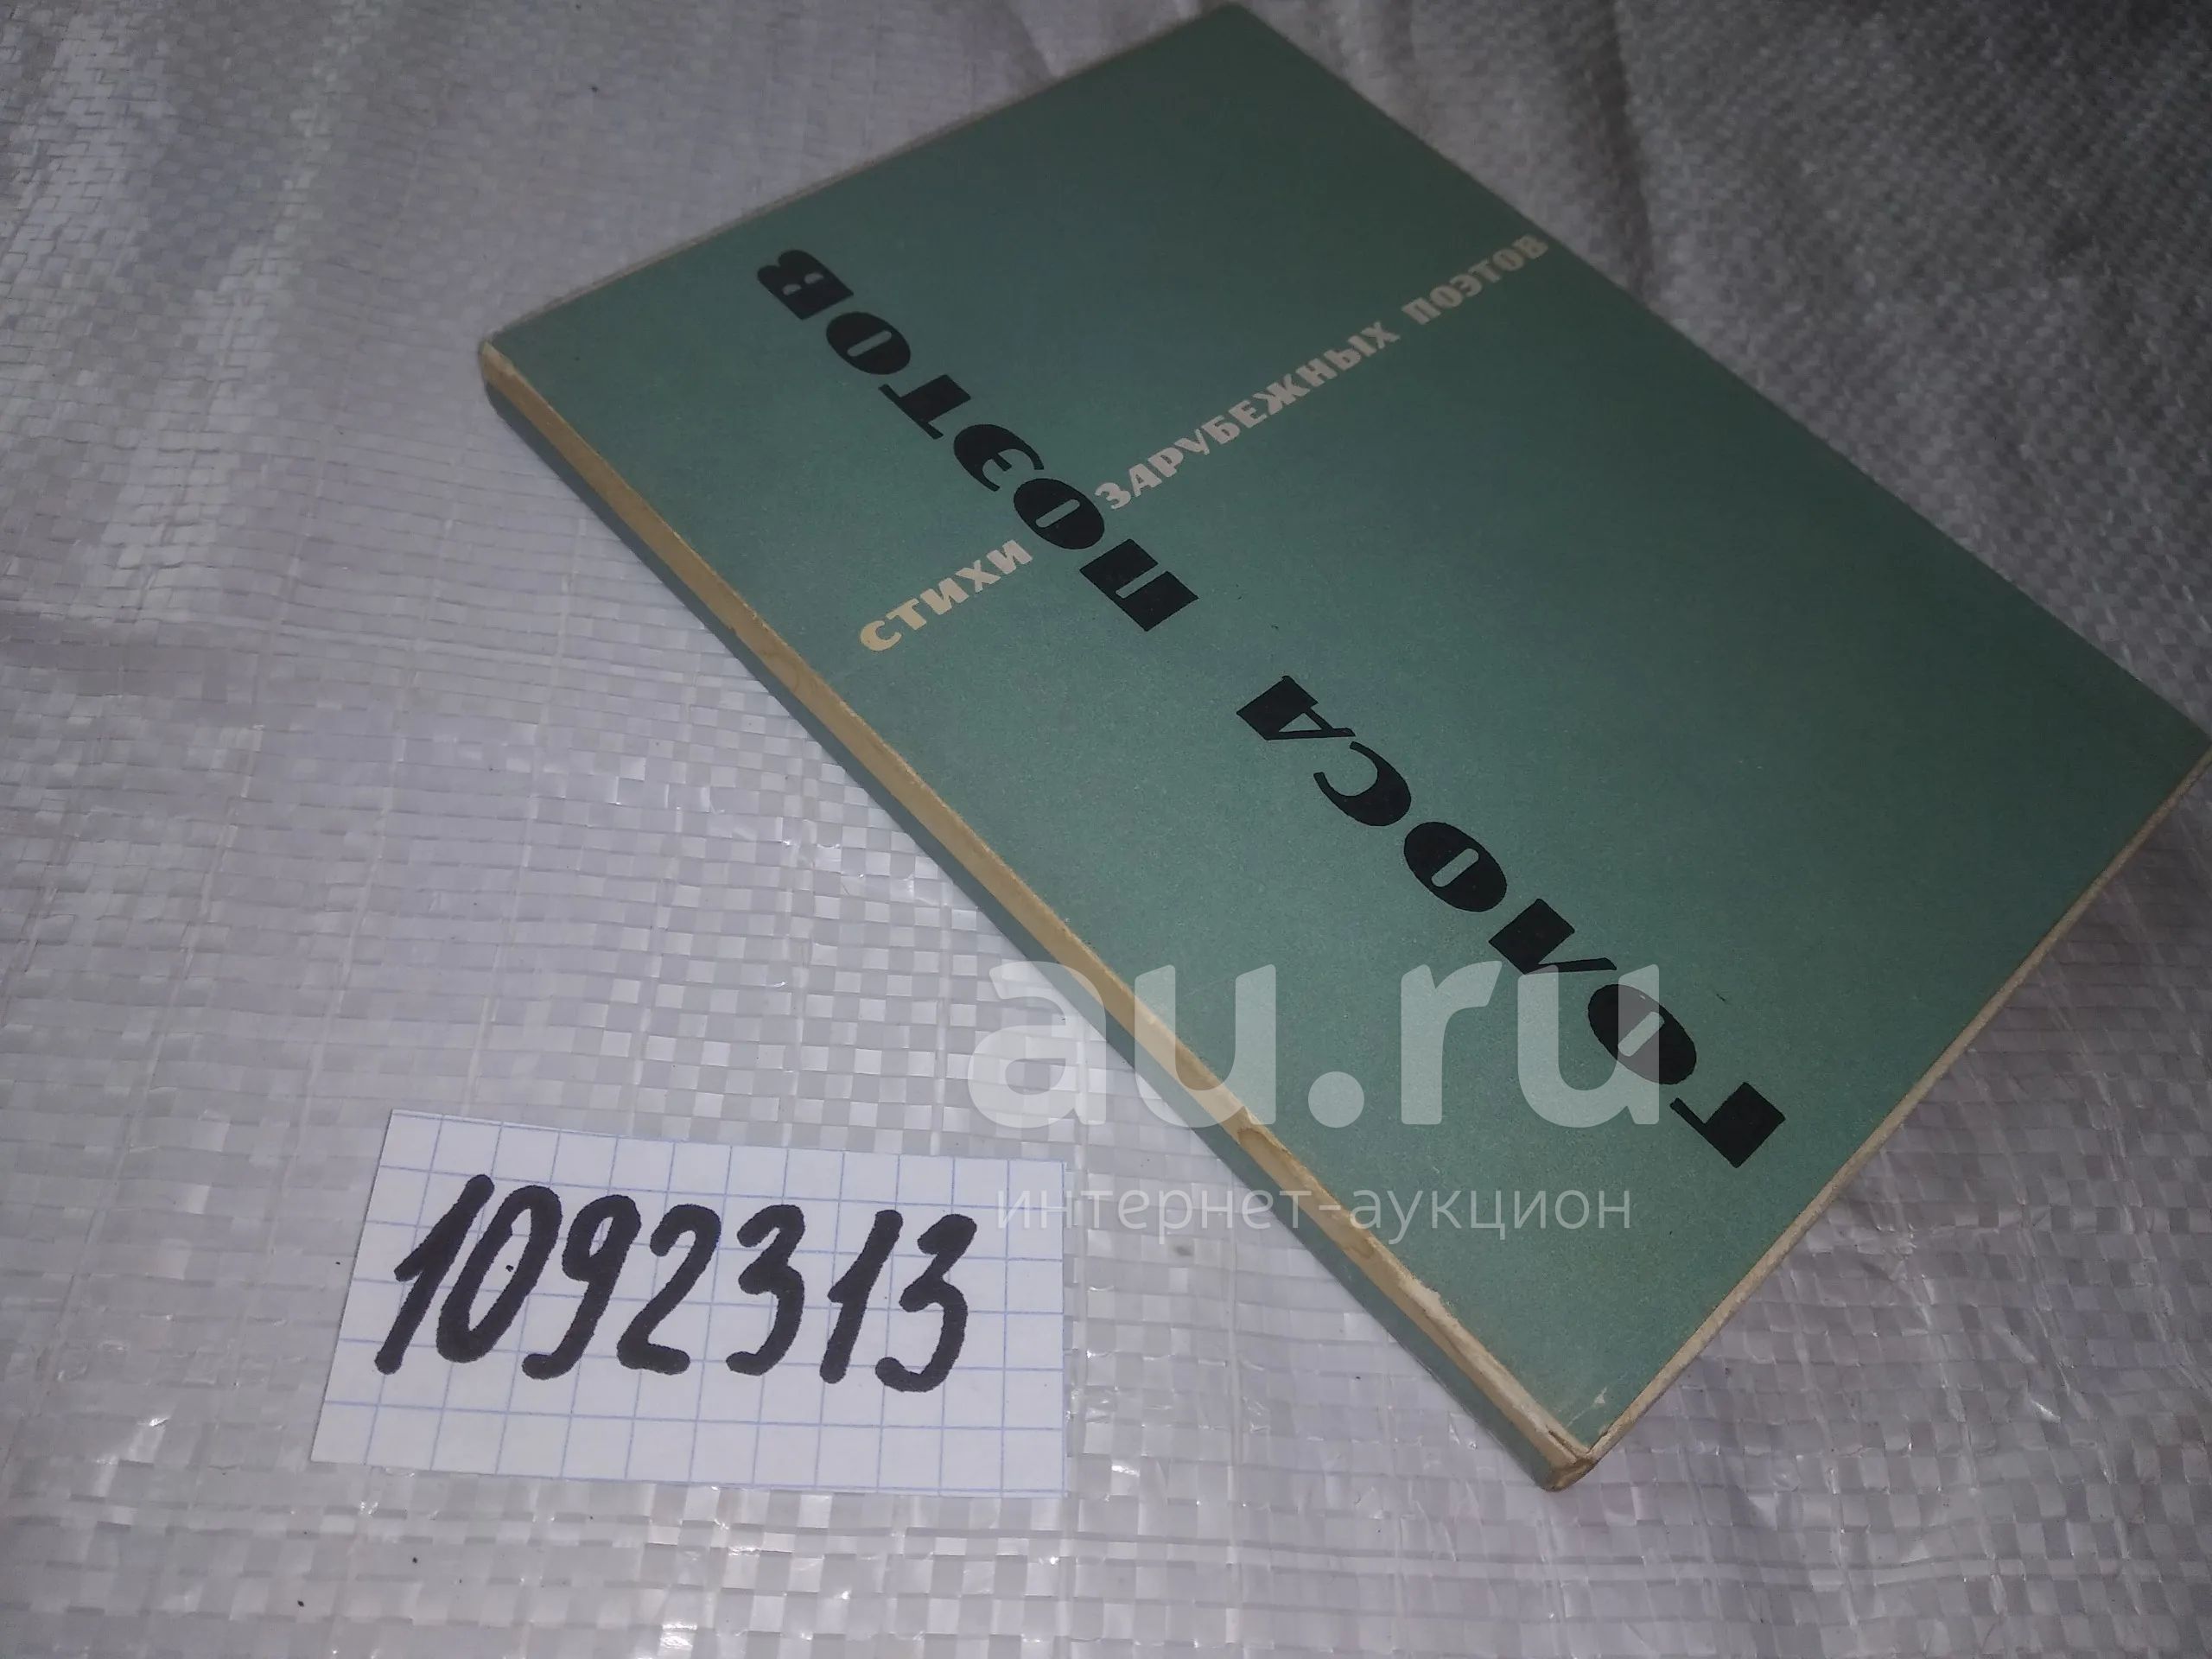 ГОЛОСА ПОЭТОВ
СТИХИ ЗАРУБЕЖНЫХ ПОЭТОВ
au.ru
интернет-аукцион
1092313